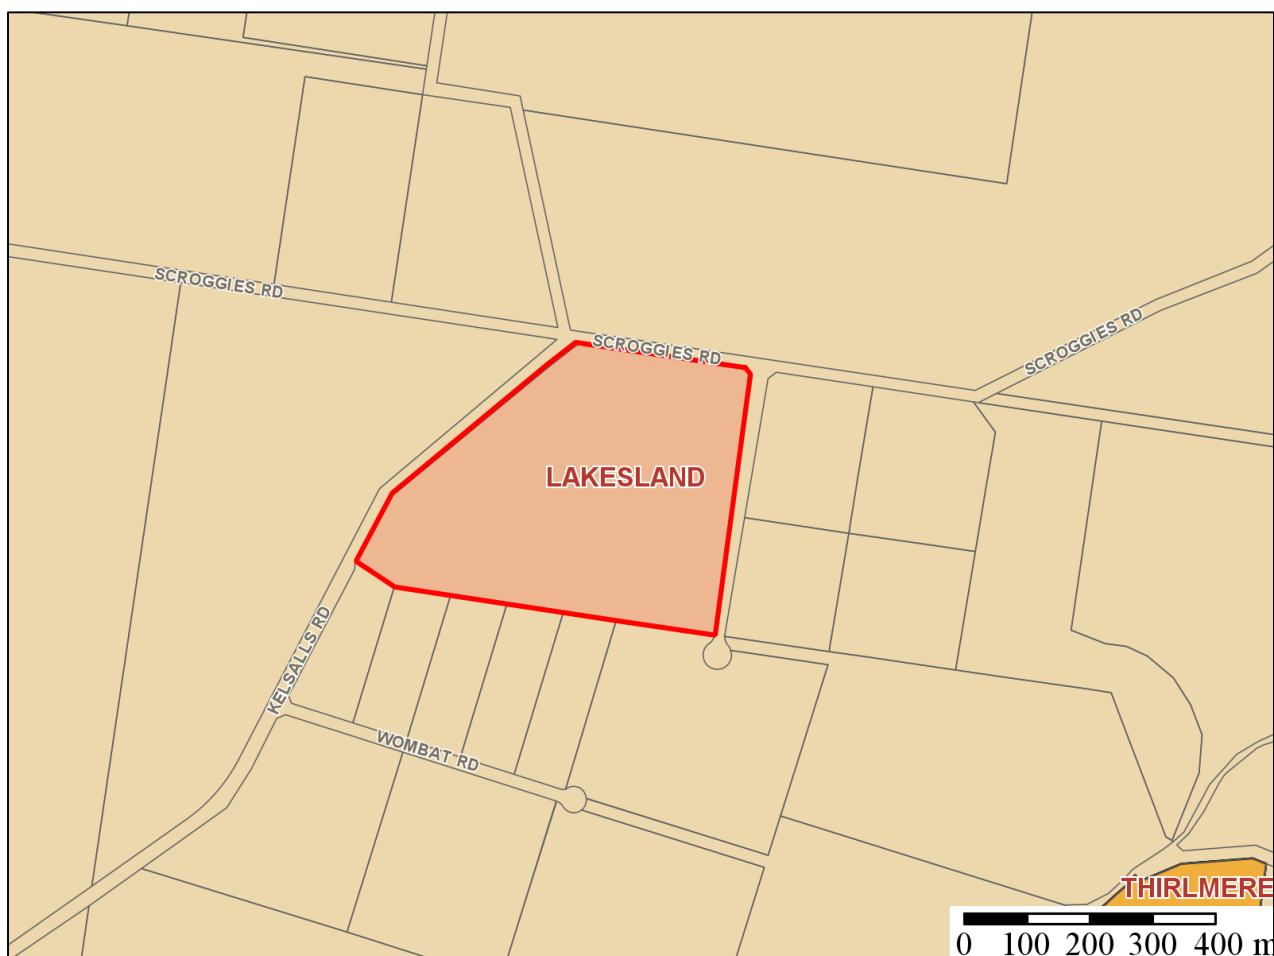 SCROGGIES RD
SCROGGIES RD
SCROGGIES RD
LAKESLAND
KELSALLS RD
WOMBAT RD
THIRLMERE
0 100 200 300 400 m